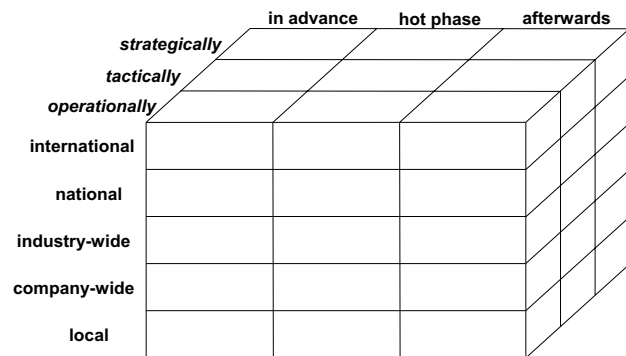 in advance hot phase afterwards
strategically
tactically
operationally
international
national
industry-wide
company-wide
local